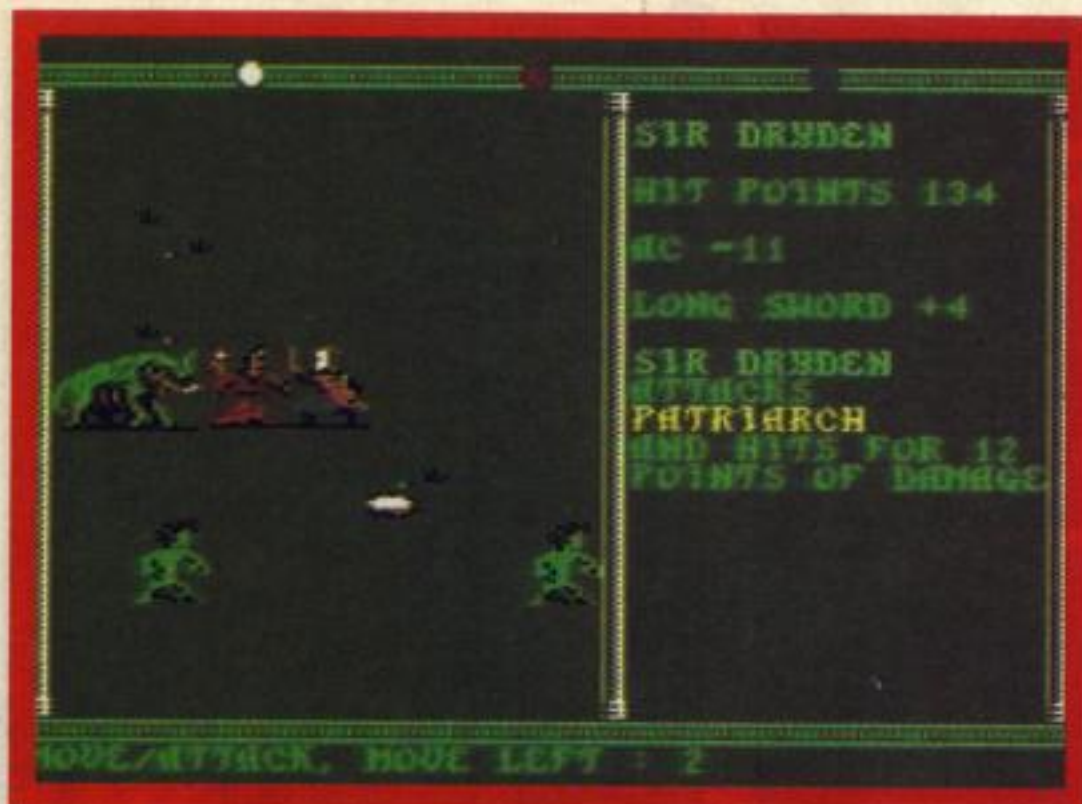 SIR DRYDEN
HIT POINTS 134
AC -11
LONG SWORD +4
SIR DRYDEN
ATTACKS
PATRIARCH
AND HITS FOR 12
POINTS OF DAMAGE
MOVE/ATTACK, MOVE LEFT : 2